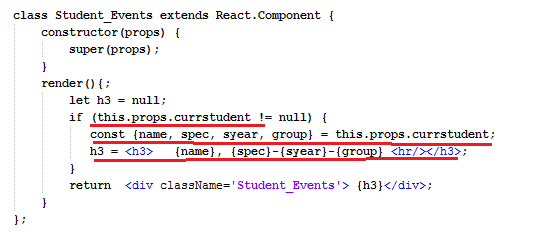 class Student_Events extends React.Component {
constructor(props) {
super(props);
}
render(){;
let h3 = null;
if (this.props.currstudent != null) {
const {name, spec, syear, group} = this.props.currstudent;
h3 = <h3> {name}, {spec}-{syear}-{group} <hr/></h3>;
}
return <div className='Student_Events'> {h3}</div>;
}
};